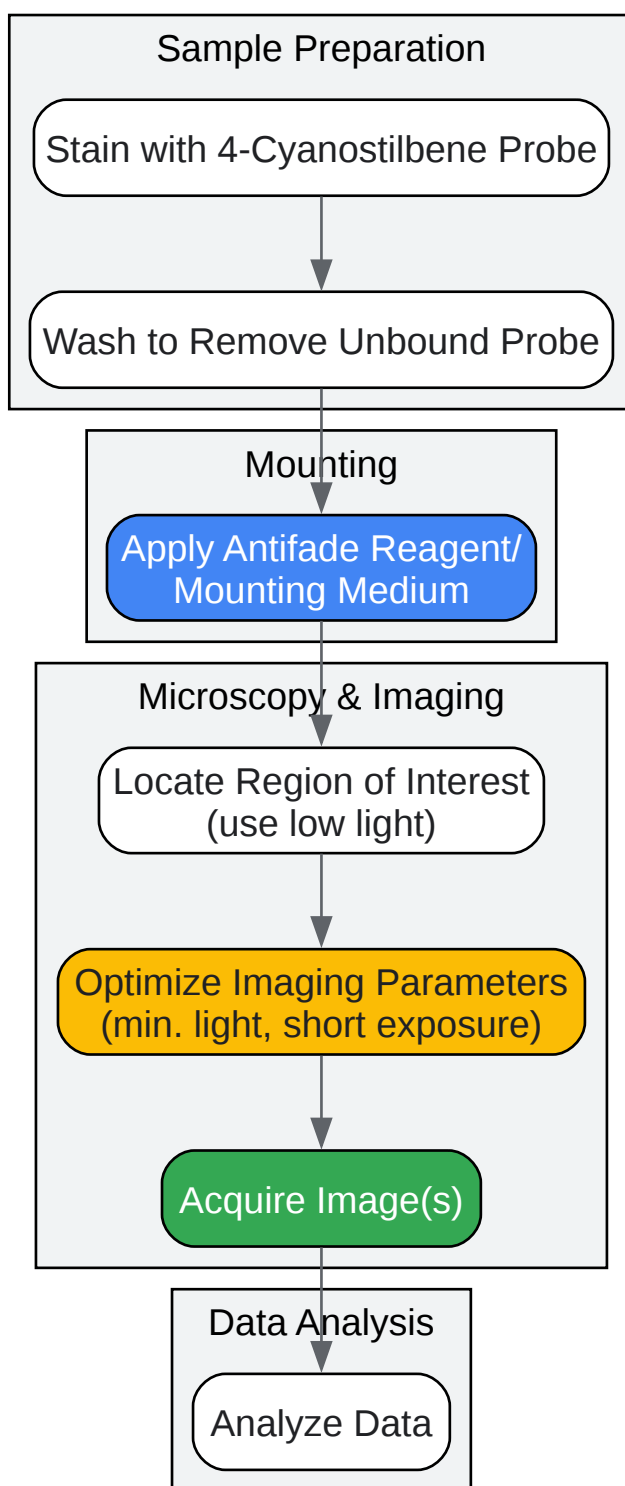 Sample Preparation
Stain with 4-Cyanostilbene Probe
Wash to Remove Unbound Probe
Mounting
Apply Antifade Reagent/
Mounting Medium
Microscopy & Imaging
Locate Region of Interest
(use low light)
Optimize Imaging Parameters
(min. light, short exposure)
Acquire Image(s)
Data Analysis
Analyze Data